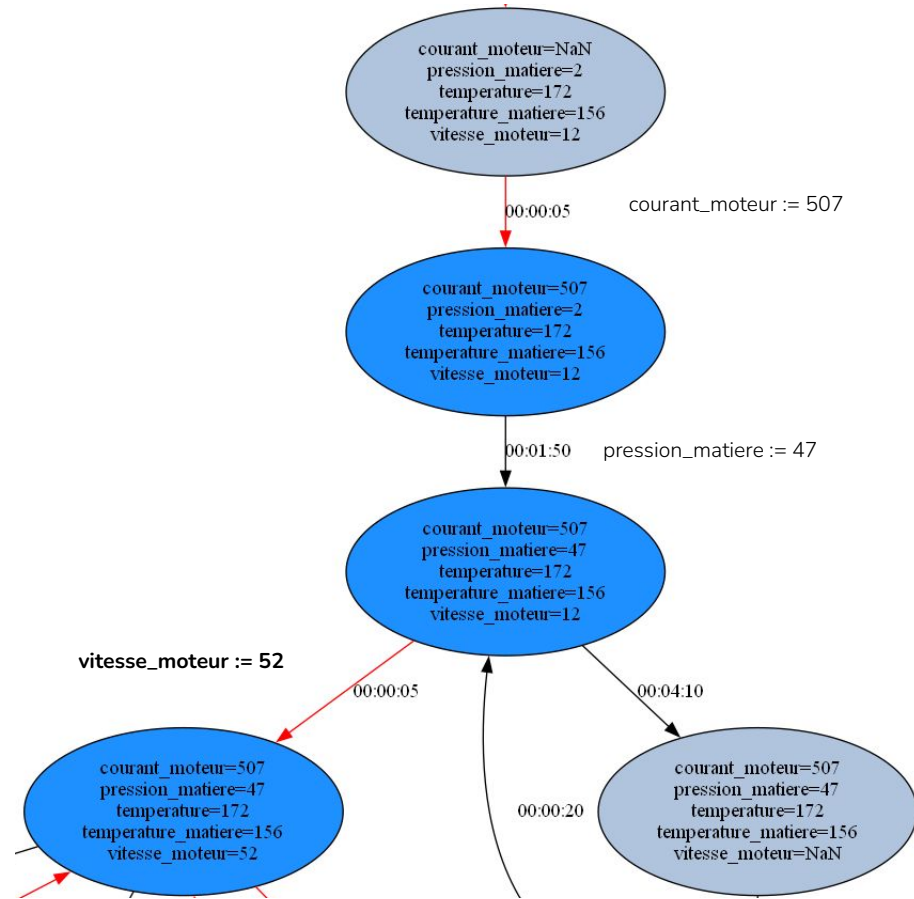 courant_moteur=NaN
pression_matiere=2
temperature=172
temperature_matiere=156
vitesse_moteur=12
00:00:05
courant_moteur := 507
courant_moteur=507
pression_matiere=2
temperature=172
temperature_matiere=156
vitesse_moteur=12
00:01:50
pression_matiere := 47
courant_moteur=507
pression_matiere=47
temperature=172
temperature_matiere=156
vitesse_moteur=12
vitesse_moteur := 52
00:00:05
00:04:10
courant_moteur=507
pression_matiere=47
temperature=172
temperature_matiere=156
vitesse_moteur=52
00:00:20
courant_moteur=507
pression_matiere=47
temperature=172
temperature_matiere=156
vitesse_moteur=NaN